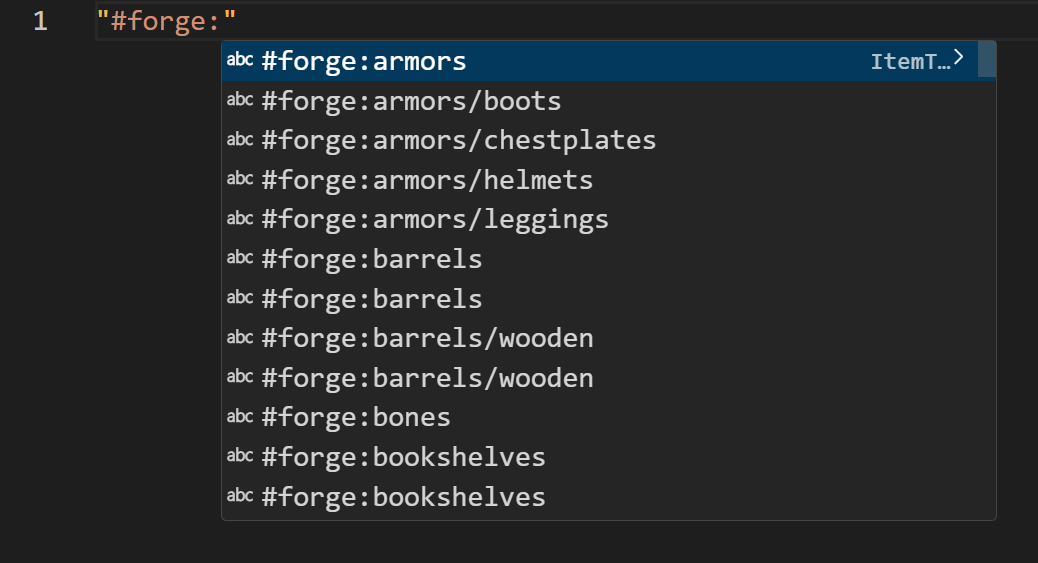 1 "#forge:"
abc #forge:armors ItemT…
abc #forge:armors/boots
abc #forge:armors/chestplates
abc #forge:armors/helmets
abc #forge:armors/leggings
abc #forge:barrels
abc #forge:barrels
abc #forge:barrels/wooden
abc #forge:barrels/wooden
abc #forge:bones
abc #forge:bookshelves
abc #forge:bookshelves